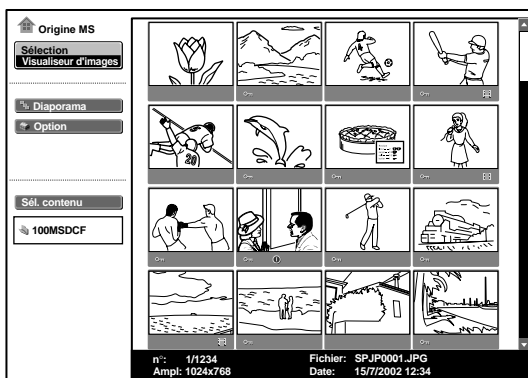 Origine MS
Sélection
Visualiseur d'images
Diaporama
Option
Sél. contenu
100MSDCF
20
n°: 1/1234
Fichier: SPJP0001.JPG
Ampl: 1024x768
Date: 15/7/2002 12:34